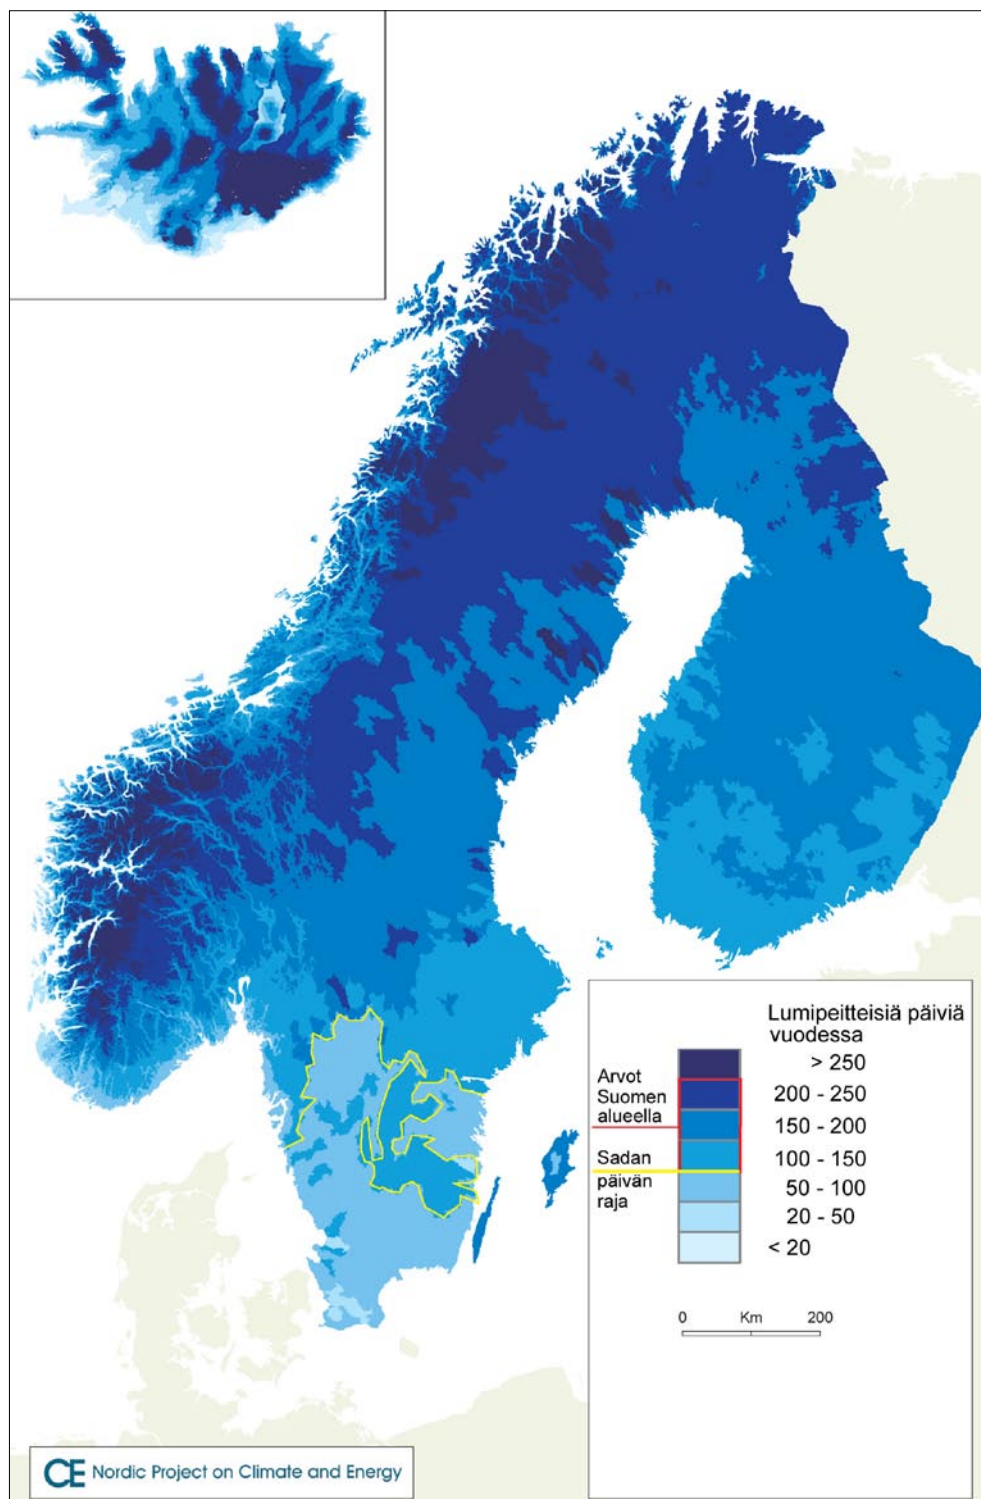 Lumipeitteisiä päiviä
vuodessa
> 250
Arvot
Suomen
alueella
200 - 250
150 - 200
100 - 150
Sadan
päivän
raja
50 - 100
20 - 50
< 20
0 Km 200
CE Nordic Project on Climate and Energy